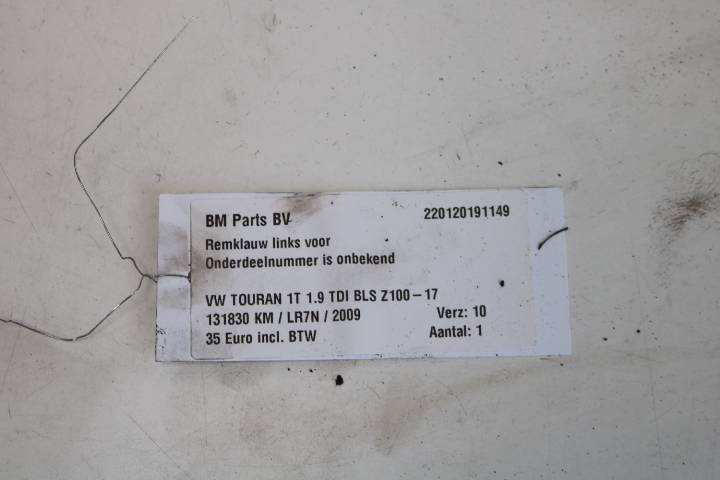 BM Parts BV 220120191149
Remklauw links voor
Onderdeelnummer is onbekend
VW TOURAN 1T 1.9 TDI BLS Z100-17
131830 KM / LR7N / 2009 Verz: 10
35 Euro incl. BTW Aantal: 1